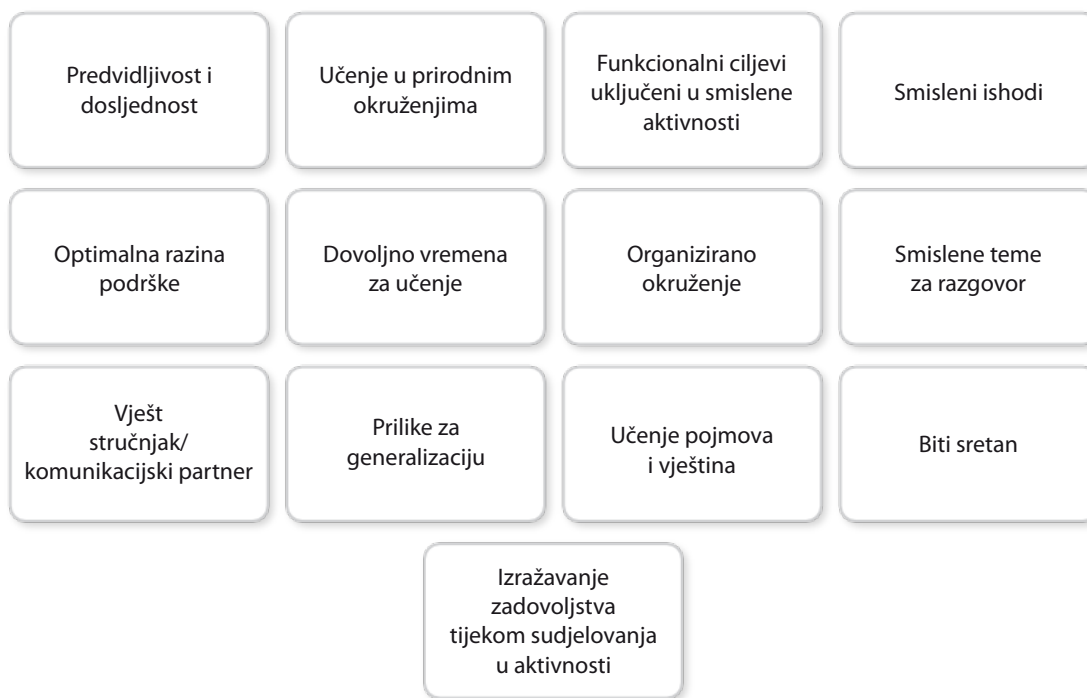 Predvidljivost i
dosljednost
Učenje u prirodnim
okruženjima
Funkcionalni ciljevi
uključeni u smislene
aktivnosti
Smisleni ishodi
Optimalna razina
podrške
Dovoljno vremena
za učenje
Organizirano
okruženje
Smislene teme
za razgovor
Vješt
stručnjak/
komunikacijski partner
Prilike za
generalizaciju
Učenje pojmova
i vještina
Biti sretan
Izražavanje
zadovoljstva
tijekom sudjelovanja
u aktivnosti